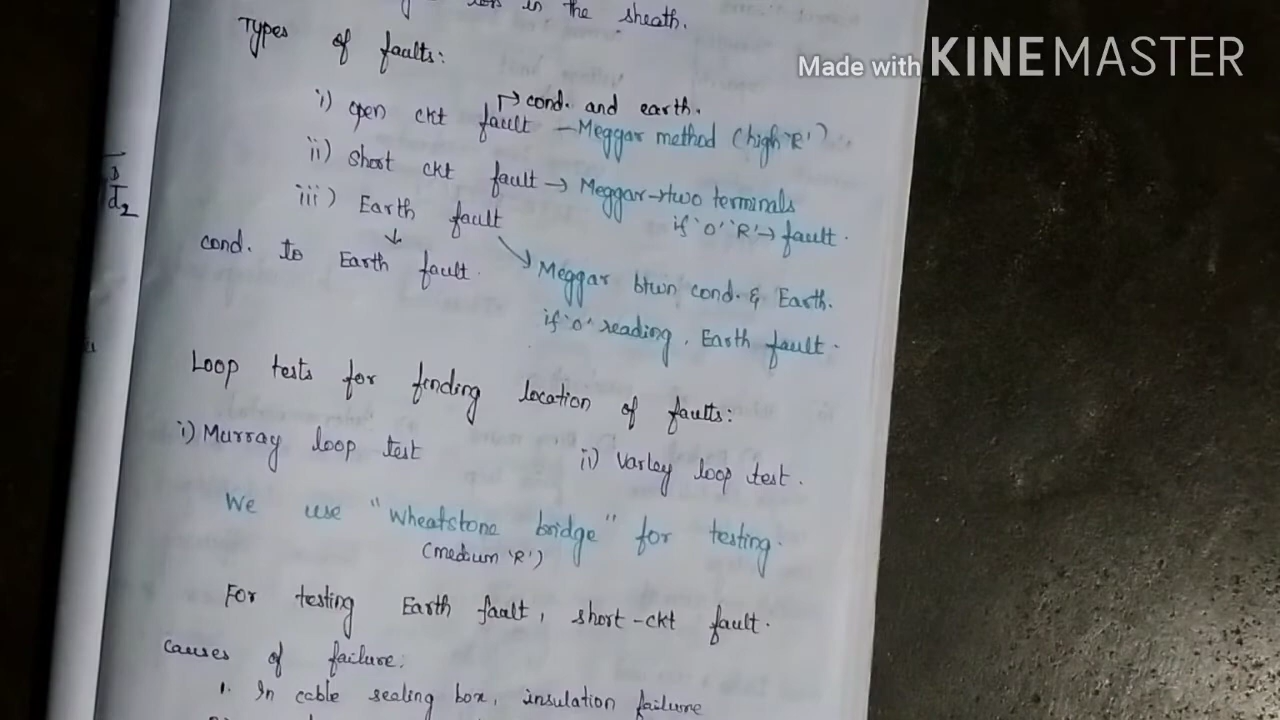 in the sheath.
Types of faults:
Made with KINEMASTER
↱ cond. and earth.
i) open ckt fault – Meggar method (high 'R')
ii) short ckt fault → Meggar → two terminals
if '0' 'R' → fault.
iii) Earth fault
cond. to Earth fault.
Meggar btwn cond. & Earth.
if '0' reading, Earth fault.
d2
Loop tests for finding location of faults:
i) Murray loop test
ii) Varley loop test.
We use "Wheatstone bridge" for testing.
(medium 'R')
For testing Earth fault, short-ckt fault.
Causes of failure:
1. In cable sealing box, insulation failure